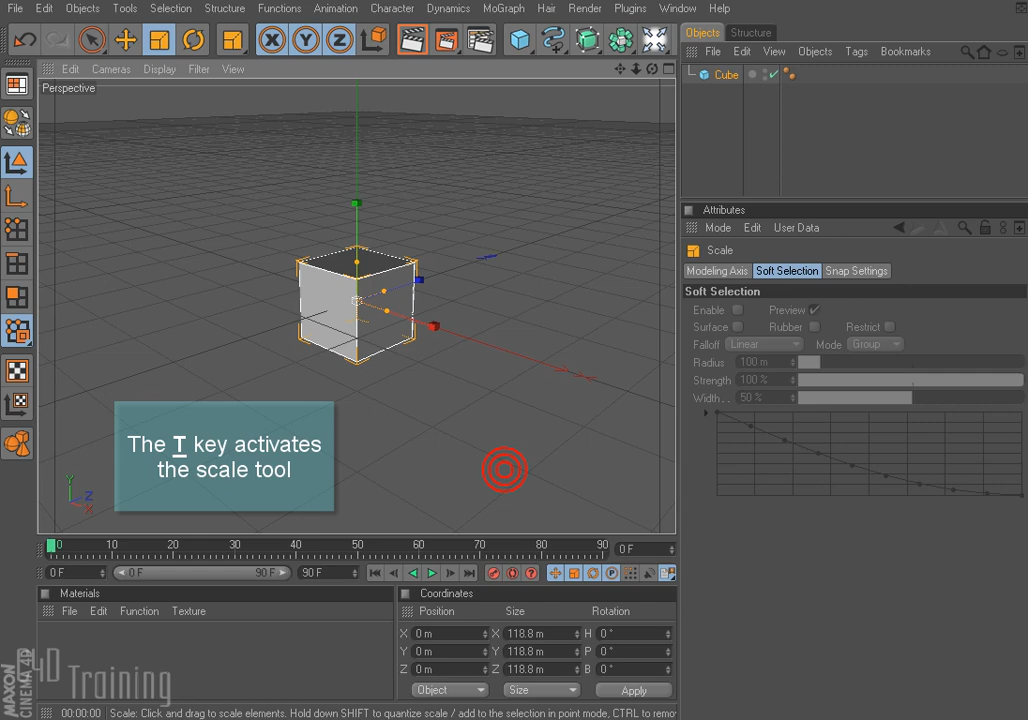 File Edit Objects Tools Selection Structure Functions Animation Character Dynamics MoGraph Hair Render Plugins Window Help
X Y Z
Objects Structure
File Edit View Objects Tags Bookmarks
Cube
Edit Cameras Display Filter View
Perspective
Attributes
Mode Edit User Data
Scale
Modeling Axis Soft Selection Snap Settings
Soft Selection
Enable Preview
Surface Rubber Restrict
Falloff Linear Mode Group
Radius 100 m
Strength 100 %
Width . . 50 %
The T key activates
the scale tool
Y
Z
X
0 10 20 30 40 50 60 70 80 90 0 F
0 F 0 F 90 F 90 F
Materials
File Edit Function Texture
Coordinates
Position Size Rotation
X 0 m X 118.8 m H 0 °
Y 0 m Y 118.8 m P 0 °
Z 0 m Z 118.8 m B 0 °
Object Size Apply
MAXON
CINEMA 4D
C4D Training
00:00:00 Scale: Click and drag to scale elements. Hold down SHIFT to quantize scale / add to the selection in point mode, CTRL to remov